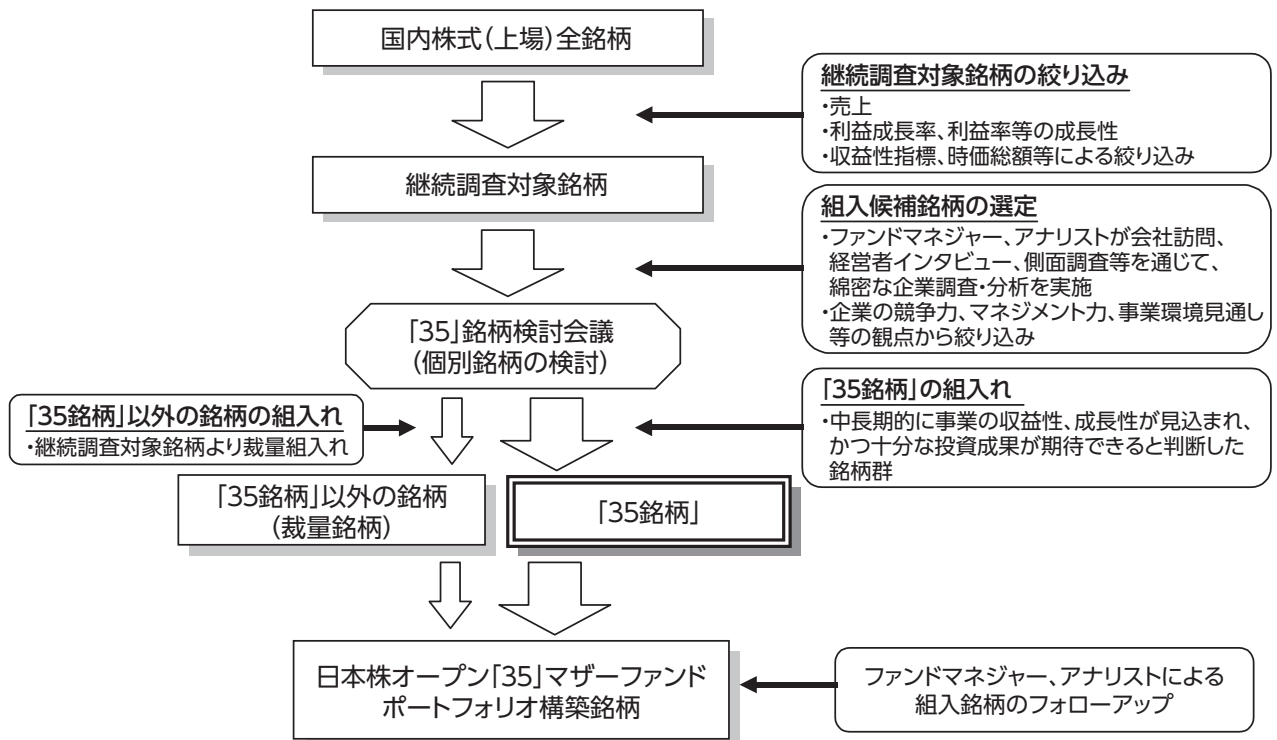 国内株式(上場)全銘柄
継続調査対象銘柄の絞り込み
・売上
・利益成長率、利益率等の成長性
・収益性指標、時価総額等による絞り込み
継続調査対象銘柄
組入候補銘柄の選定
・ファンドマネジャー、アナリストが会社訪問、
経営者インタビュー、側面調査等を通じて、
綿密な企業調査・分析を実施
・企業の競争力、マネジメント力、事業環境見通し
等の観点から絞り込み
「35」銘柄検討会議
(個別銘柄の検討)
「35銘柄」以外の銘柄の組入れ
・継続調査対象銘柄より裁量組入れ
「35銘柄」の組入れ
・中長期的に事業の収益性、成長性が見込まれ、
かつ十分な投資成果が期待できると判断した
銘柄群
「35銘柄」以外の銘柄
(裁量銘柄)
「35銘柄」
日本株オープン「35」マザーファンド
ポートフォリオ構築銘柄
ファンドマネジャー、アナリストによる
組入銘柄のフォローアップ